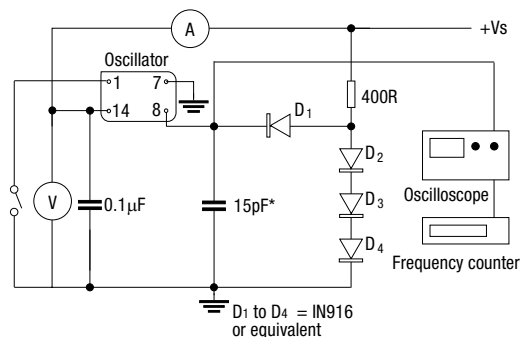 A
+Vs
Oscillator
1 7
14 8
D1
400R
D2
D3
D4
V
0.1µF
15pF*
Oscilloscope
Frequency counter
D1 to D4 = IN916
or equivalent